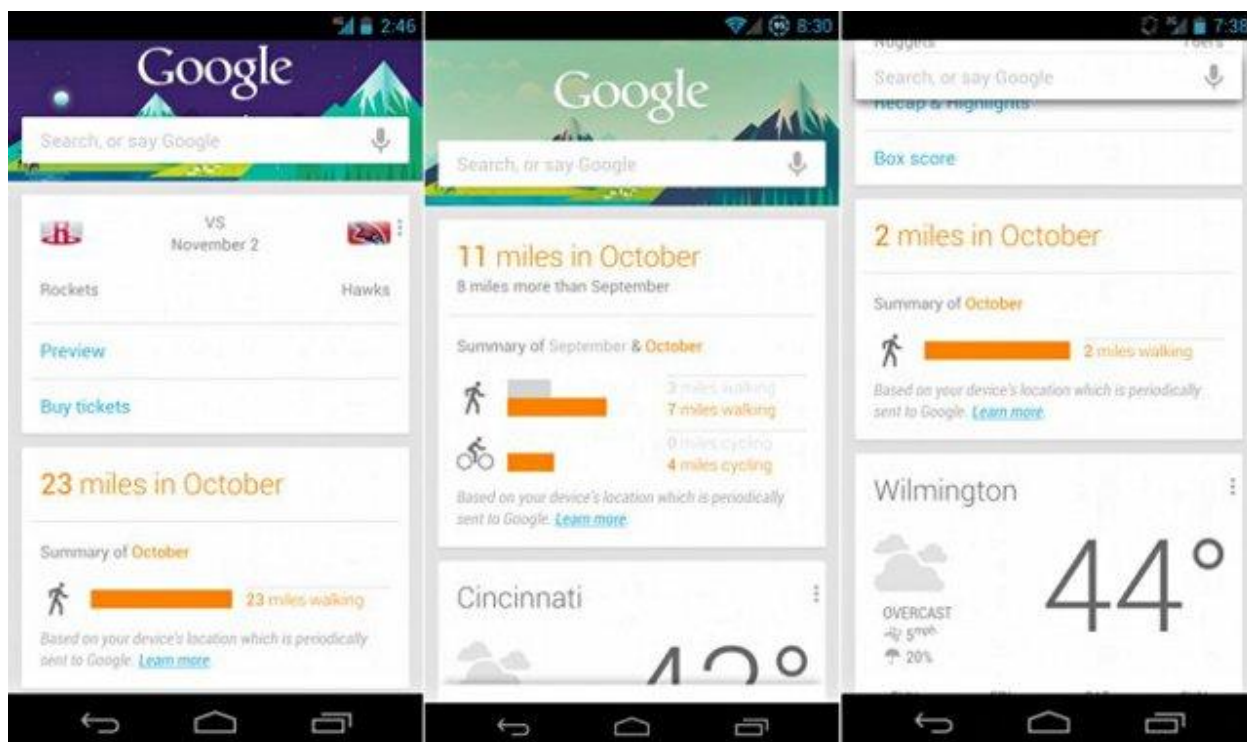 2:46
Google
Search, or say Google
VS
November 2
Rockets
Hawks
Preview
Buy tickets
23 miles in October
Summary of October
23 miles walking
Based on your device's location which is periodically
sent to Google. Learn more.
8:30
Google
Search, or say Google
11 miles in October
8 miles more than September
Summary of September & October
3 miles walking
7 miles walking
0 miles cycling
4 miles cycling
Based on your device's location which is periodically
sent to Google. Learn more.
Cincinnati
7:38
Nuggets
76ers
Search, or say Google
Recap & Highlights
Box score
2 miles in October
Summary of October
2 miles walking
Based on your device's location which is periodically
sent to Google. Learn more.
Wilmington
44°
OVERCAST
5mph
20%